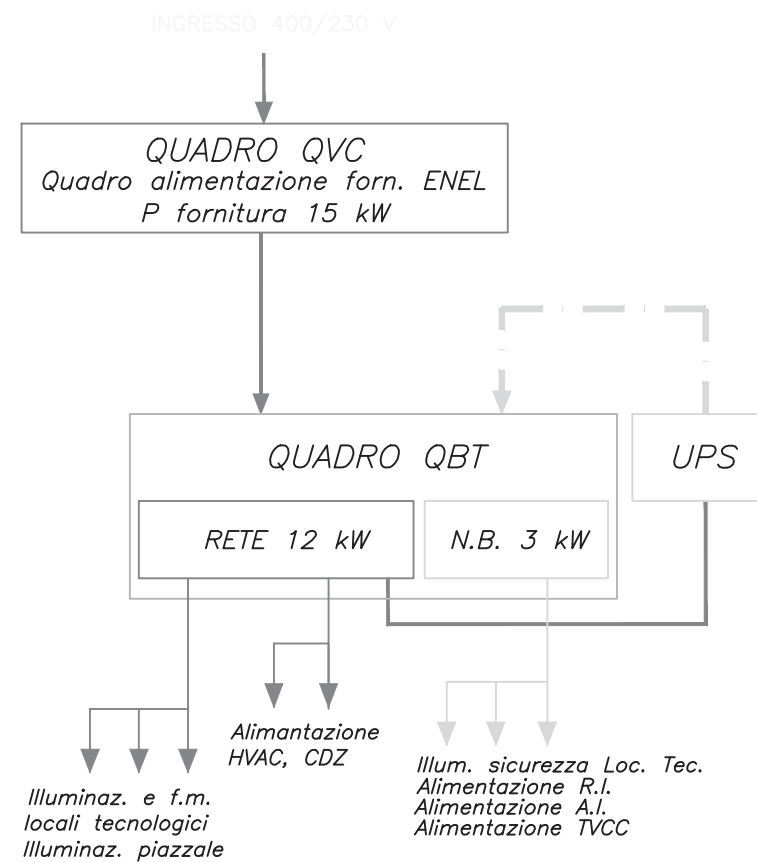 INGRESSO 400/230 V
QUADRO QVC
Quadro alimentazione forn. ENEL
P fornitura 15 kW
QUADRO QBT
UPS
RETE 12 kW
N.B. 3 kW
Alimantazione
HVAC, CDZ
Illum. sicurezza Loc. Tec.
Alimentazione R.I.
Alimentazione A.I.
Alimentazione TVCC
Illuminaz. e f.m.
locali tecnologici
Illuminaz. piazzale